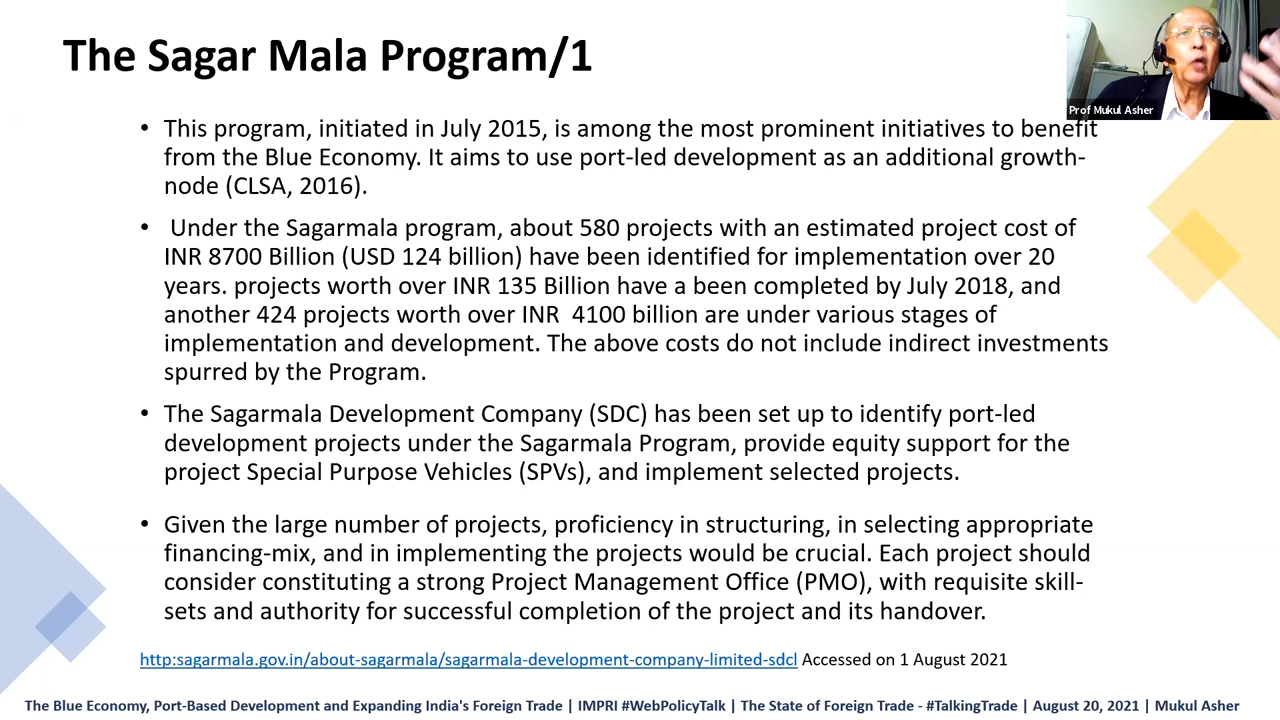 The Sagar Mala Program/1
Prof Mukul Asher
• This program, initiated in July 2015, is among the most prominent initiatives to benefit
from the Blue Economy. It aims to use port-led development as an additional growth-
node (CLSA, 2016).
• Under the Sagarmala program, about 580 projects with an estimated project cost of
INR 8700 Billion (USD 124 billion) have been identified for implementation over 20
years. projects worth over INR 135 Billion have a been completed by July 2018, and
another 424 projects worth over INR 4100 billion are under various stages of
implementation and development. The above costs do not include indirect investments
spurred by the Program.
• The Sagarmala Development Company (SDC) has been set up to identify port-led
development projects under the Sagarmala Program, provide equity support for the
project Special Purpose Vehicles (SPVs), and implement selected projects.
• Given the large number of projects, proficiency in structuring, in selecting appropriate
financing-mix, and in implementing the projects would be crucial. Each project should
consider constituting a strong Project Management Office (PMO), with requisite skill-
sets and authority for successful completion of the project and its handover.
http:sagarmala.gov.in/about-sagarmala/sagarmala-development-company-limited-sdcl Accessed on 1 August 2021
The Blue Economy, Port-Based Development and Expanding India's Foreign Trade | IMPRI #WebPolicyTalk | The State of Foreign Trade - #TalkingTrade | August 20, 2021 | Mukul Asher